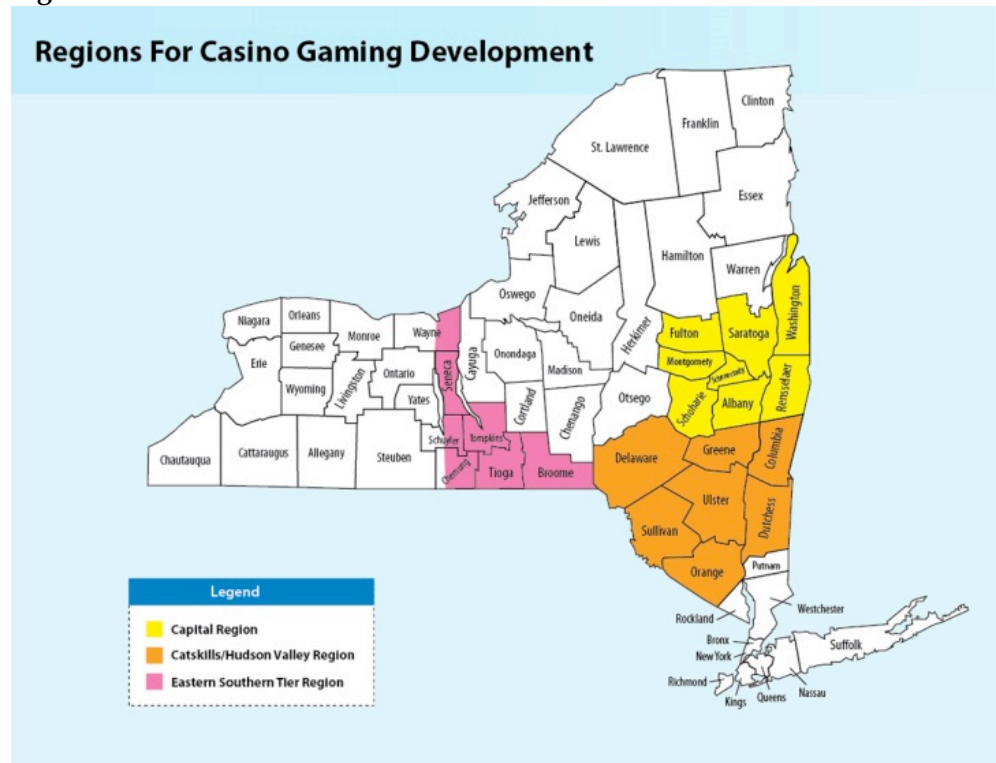 Regions For Casino Gaming Development
Clinton
Franklin
St. Lawrence
Essex
Jefferson
Lewis
Hamilton
Warren
Washington
Oswego
Oneida
Herkimer
Fulton
Saratoga
Niagara
Orleans
Monroe
Wayne
Genesee
Erie
Ontario
Seneca
Cayuga
Onondaga
Madison
Montgomery
Schenectady
Rensselaer
Wyoming
Livingston
Yates
Cortland
Chenango
Otsego
Schoharie
Albany
Schuyler
Tompkins
Chautauqua
Cattaraugus
Allegany
Steuben
Chemung
Tioga
Broome
Delaware
Greene
Columbia
Ulster
Sullivan
Dutchess
Orange
Putnam
Rockland
Westchester
Bronx
New York
Suffolk
Richmond
Kings
Queens
Nassau
Legend
Capital Region
Catskills/Hudson Valley Region
Eastern Southern Tier Region